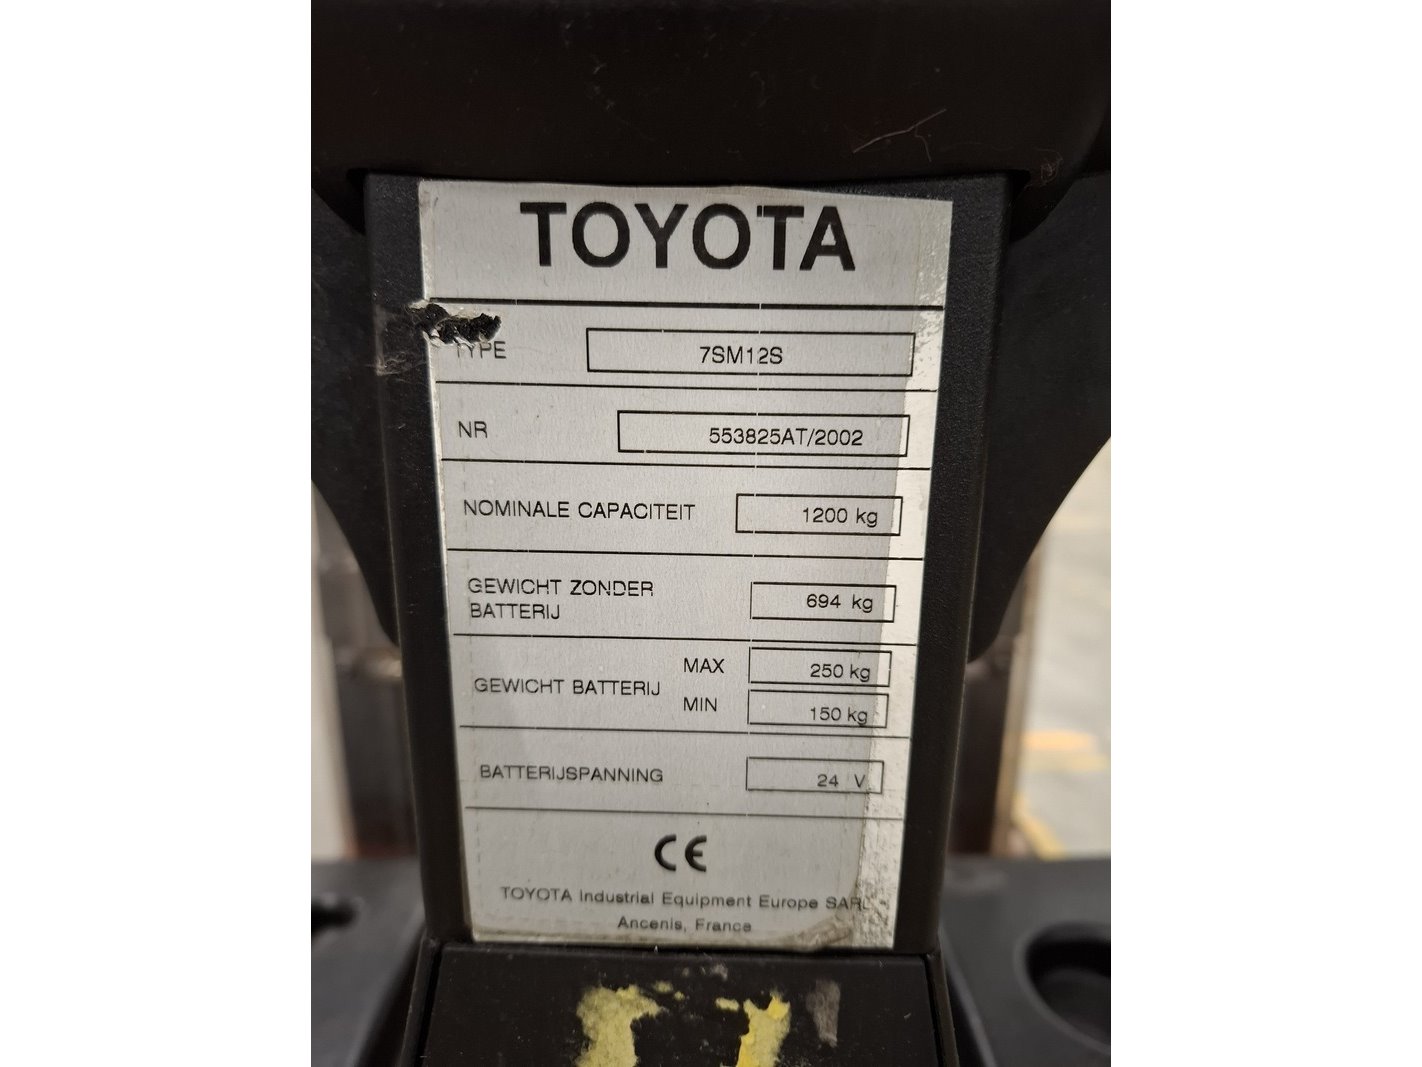 TOYOTA
TYPE 7SM12S
NR 553825AT/2002
NOMINALE CAPACITEIT 1200 kg
GEWICHT ZONDER
BATTERIJ 694 kg
GEWICHT BATTERIJ MAX 250 kg
MIN 150 kg
BATTERIJSPANNING 24 V
CE
TOYOTA Industrial Equipment Europe SARL
Ancenis, France